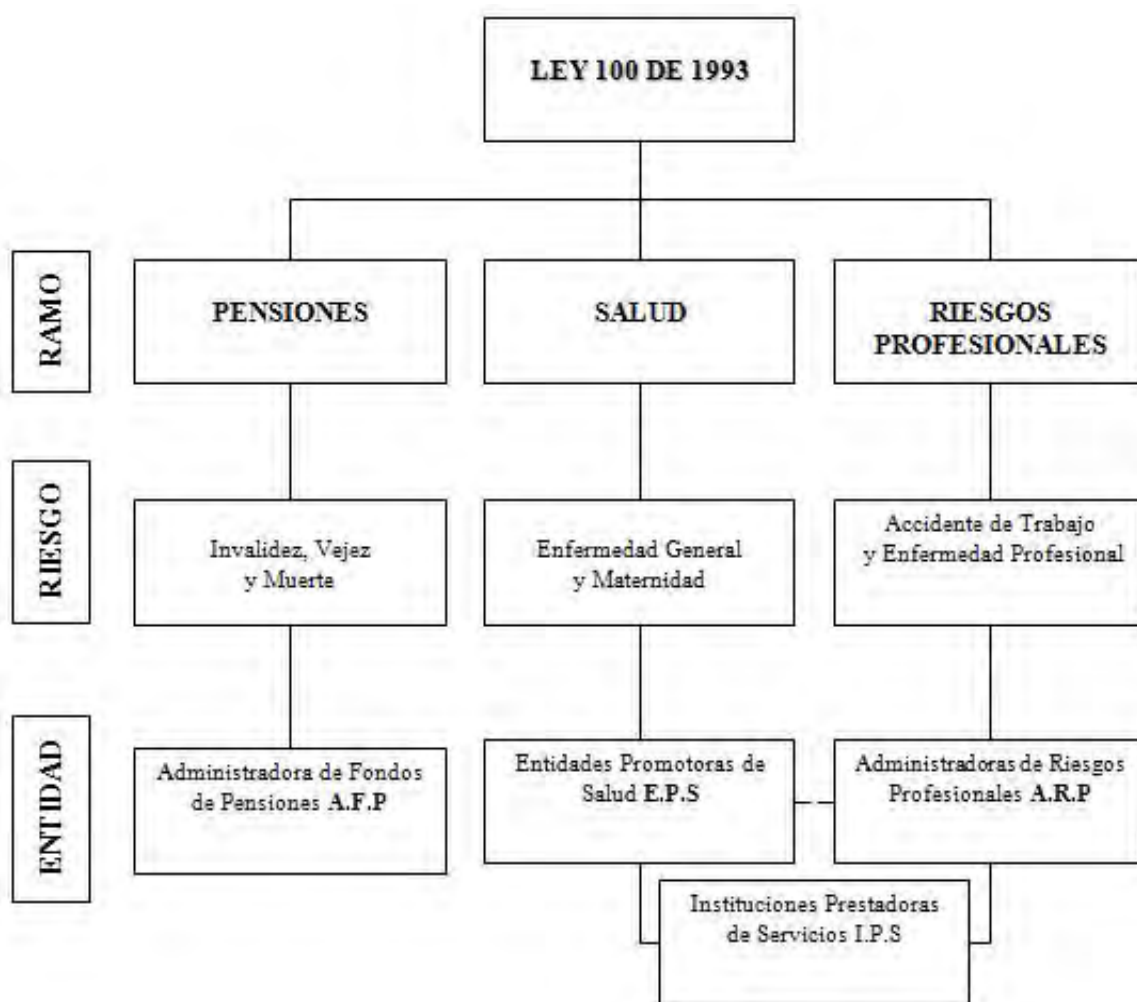 LEY 100 DE 1993
RAMO
PENSIONES
SALUD
RIESGOS
PROFESIONALES
RIESGO
Invalidez, Vejez
y Muerte
Enfermedad General
y Maternidad
Accidente de Trabajo
y Enfermedad Profesional
ENTIDAD
Administradora de Fondos
de Pensiones A.F.P
Entidades Promotoras de
Salud E.P.S
Administradoras de Riesgos
Profesionales A.R.P
Instituciones Prestadoras
de Servicios I.P.S